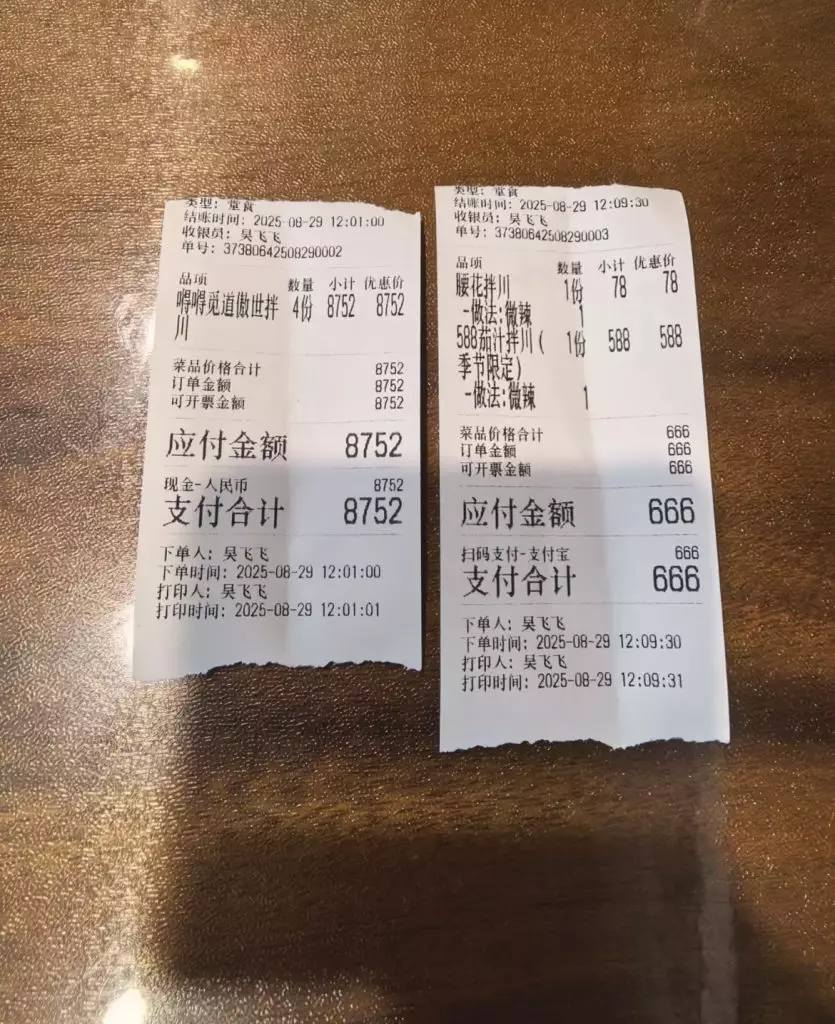 类型: 堂食
结账时间: 2025-08-29 12:01:00
收银员: 吴飞飞
单号: 37380642508290002
品项 数量 小计 优惠价
嘚嘚觅道傲世拌 4份 8752 8752
川
菜品价格合计 8752
订单金额 8752
可开票金额 8752
应付金额 8752
现金-人民币 8752
支付合计 8752
下单人: 吴飞飞
下单时间: 2025-08-29 12:01:00
打印人: 吴飞飞
打印时间: 2025-08-29 12:01:01
类型: 堂食
结账时间: 2025-08-29 12:09:30
收银员: 吴飞飞
单号: 37380642508290003
品项 数量 小计 优惠价
腰花拌川 1份 78 78
-做法:微辣 1
588茄汁拌川( 1份 588 588
季节限定)
-做法:微辣 1
菜品价格合计 666
订单金额 666
可开票金额 666
应付金额 666
扫码支付-支付宝 666
支付合计 666
下单人: 吴飞飞
下单时间: 2025-08-29 12:09:30
打印人: 吴飞飞
打印时间: 2025-08-29 12:09:31